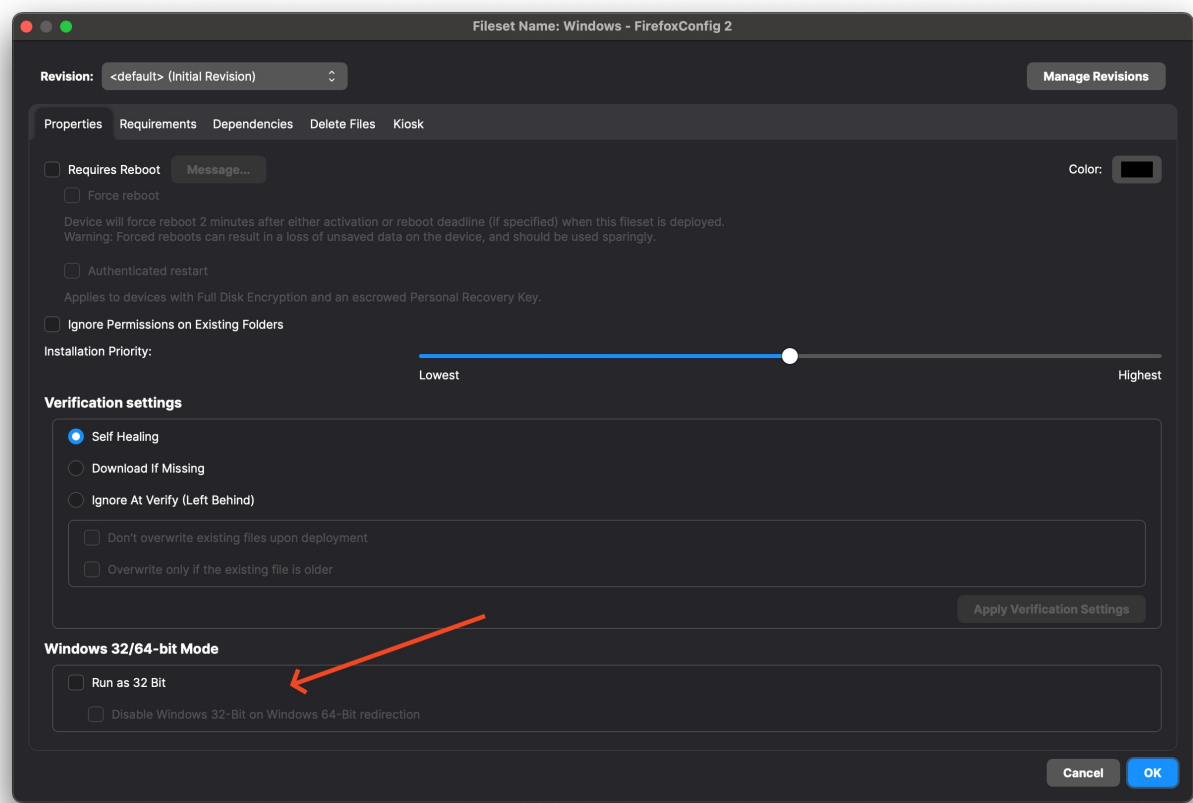 Fileset Name: Windows - FirefoxConfig 2
Revision: <default> (Initial Revision) Manage Revisions
Properties Requirements Dependencies Delete Files Kiosk
Requires Reboot Message... Color:
Force reboot
Device will force reboot 2 minutes after either activation or reboot deadline (if specified) when this fileset is deployed.
Warning: Forced reboots can result in a loss of unsaved data on the device, and should be used sparingly.
Authenticated restart
Applies to devices with Full Disk Encryption and an escrowed Personal Recovery Key.
Ignore Permissions on Existing Folders
Installation Priority:
Lowest Highest
Verification settings
Self Healing
Download If Missing
Ignore At Verify (Left Behind)
Don't overwrite existing files upon deployment
Overwrite only if the existing file is older
Apply Verification Settings
Windows 32/64-bit Mode
Run as 32 Bit
Disable Windows 32-Bit on Windows 64-Bit redirection
Cancel OK